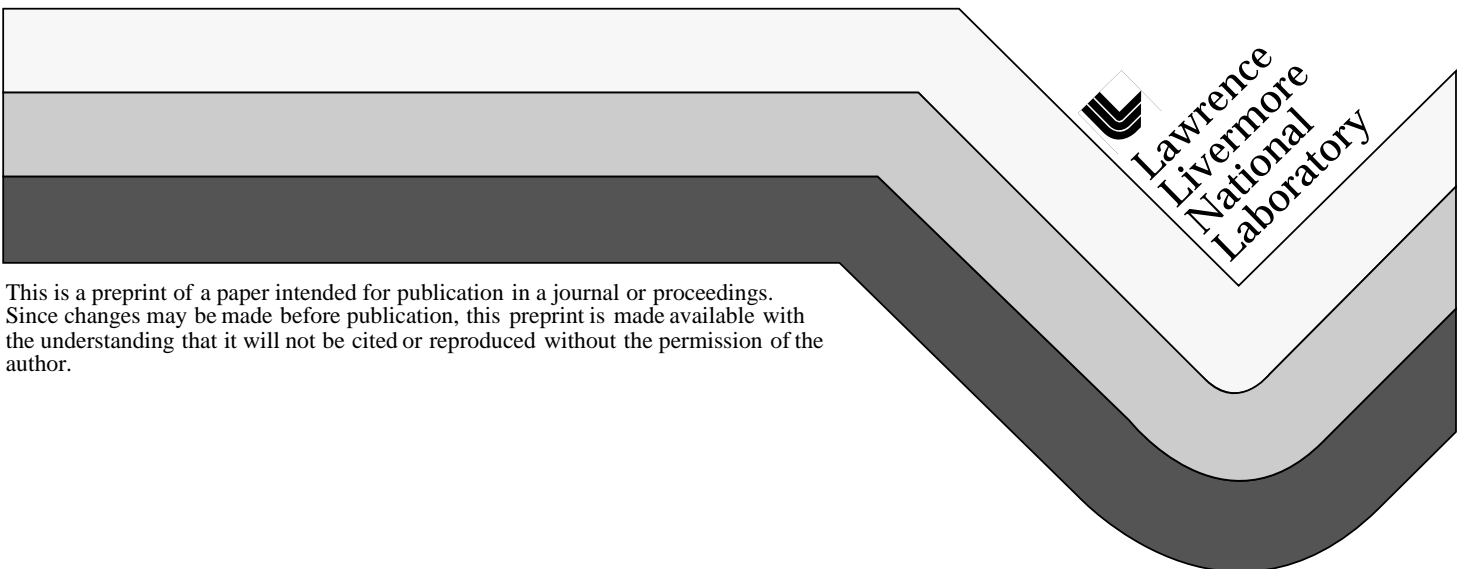 Lawrence
Livermore
National
Laboratory
This is a preprint of a paper intended for publication in a journal or proceedings.
Since changes may be made before publication, this preprint is made available with
the understanding that it will not be cited or reproduced without the permission of the
author.